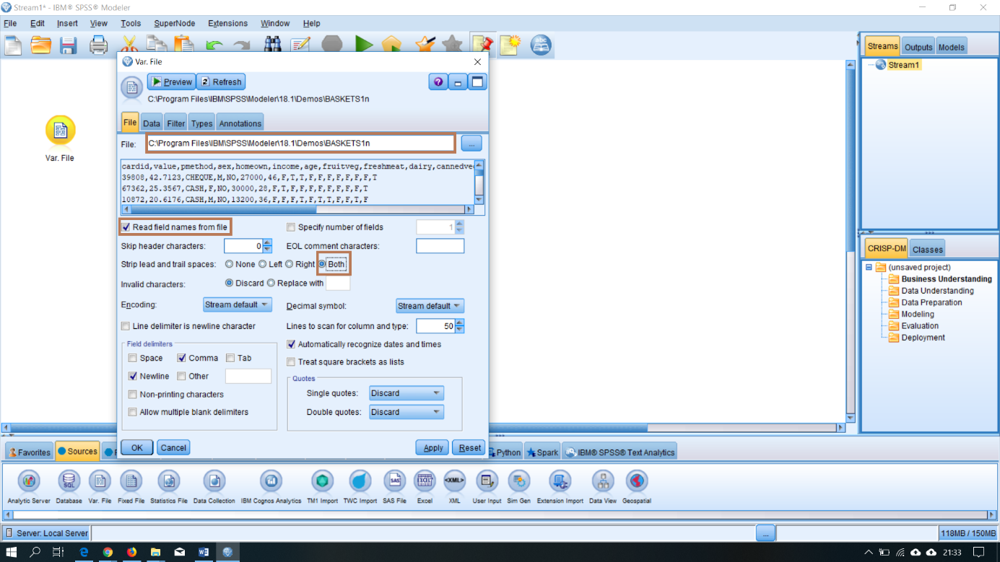 Stream1* - IBM® SPSS® Modeler
File Edit Insert View Tools SuperNode Extensions Window Help
Var. File
Preview Refresh
C:\Program Files\IBM\SPSS\Modeler\18.1\Demos\BASKETS1n
File Data Filter Types Annotations
File: C:\Program Files\IBM\SPSS\Modeler\18.1\Demos\BASKETS1n ...
cardid,value,pmethod,sex,homeown,income,age,fruitveg,freshmeat,dairy,cannedve
39808,42.7123,CHEQUE,M,NO,27000,46,F,T,T,F,F,F,F,F,F,F,T
67362,25.3567,CASH,F,NO,30000,28,F,T,F,F,F,F,F,F,F,F,T
10872,20.6176,CASH,M,NO,13200,36,F,F,F,T,F,T,T,F,F,T,F
Read field names from file Specify number of fields 1
Skip header characters: 0 EOL comment characters:
Strip lead and trail spaces: None Left Right Both
Invalid characters: Discard Replace with
Encoding: Stream default Decimal symbol: Stream default
Line delimiter is newline character Lines to scan for column and type: 50
Field delimiters
Space Comma Tab
Newline Other
Non-printing characters
Allow multiple blank delimiters
Automatically recognize dates and times
Treat square brackets as lists
Quotes
Single quotes: Discard
Double quotes: Discard
OK Cancel Apply Reset
Var. File
Streams Outputs Models
Stream1
CRISP-DM Classes
(unsaved project)
Business Understanding
Data Understanding
Data Preparation
Modeling
Evaluation
Deployment
Favorites Sources Python Spark IBM® SPSS® Text Analytics
Analytic Server Database Var. File Fixed File Statistics File Data Collection IBM Cognos Analytics TM1 Import TWC Import SAS File Excel XML User Input Sim Gen Extension Import Data View Geospatial
Server: Local Server ... 118MB / 150MB
21:33